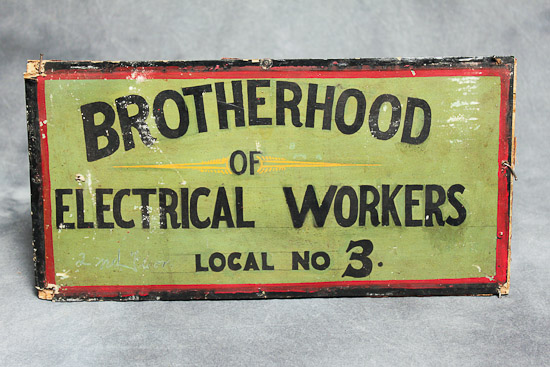 BROTHERHOOD
OF
ELECTRICAL WORKERS
LOCAL NO 3.